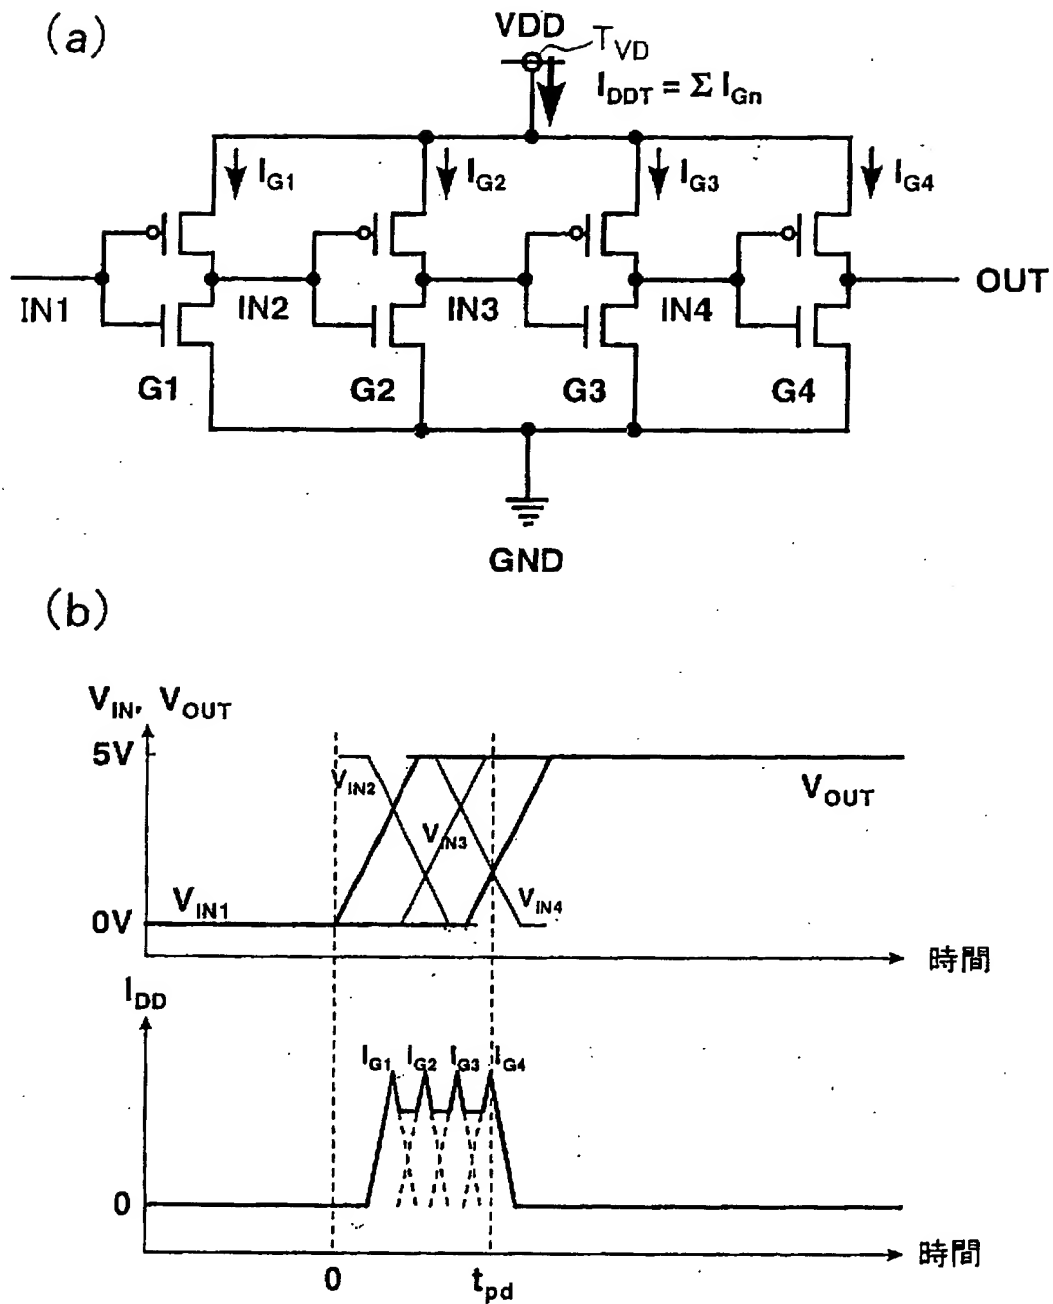 (a)
VDD
TVD
IDDT = Σ IGn
IG1
IG2
IG3
IG4
IN1
IN2
IN3
IN4
OUT
G1
G2
G3
G4
GND
(b)
VIN, VOUT
5V
VIN2
VOUT
VIN3
VIN1
VIN4
0V
時間
IDD
IG1
IG2
IG3
IG4
0
時間
0
tpd